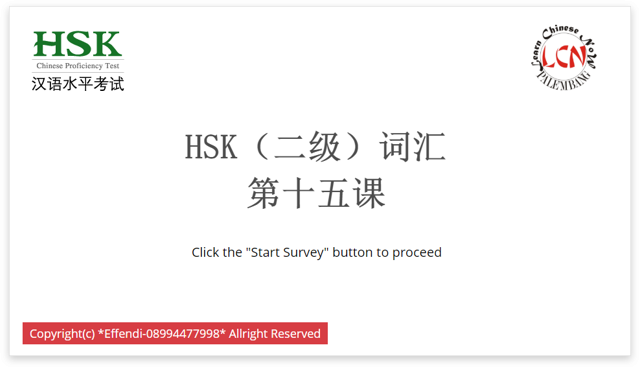 HSK
Chinese Proficiency Test
汉语水平考试
Learn Chinese Now
LCN
PALEMBANG
HSK（二级）词汇
第十五课
Click the "Start Survey" button to proceed
Copyright(c) *Effendi-08994477998* Allright Reserved